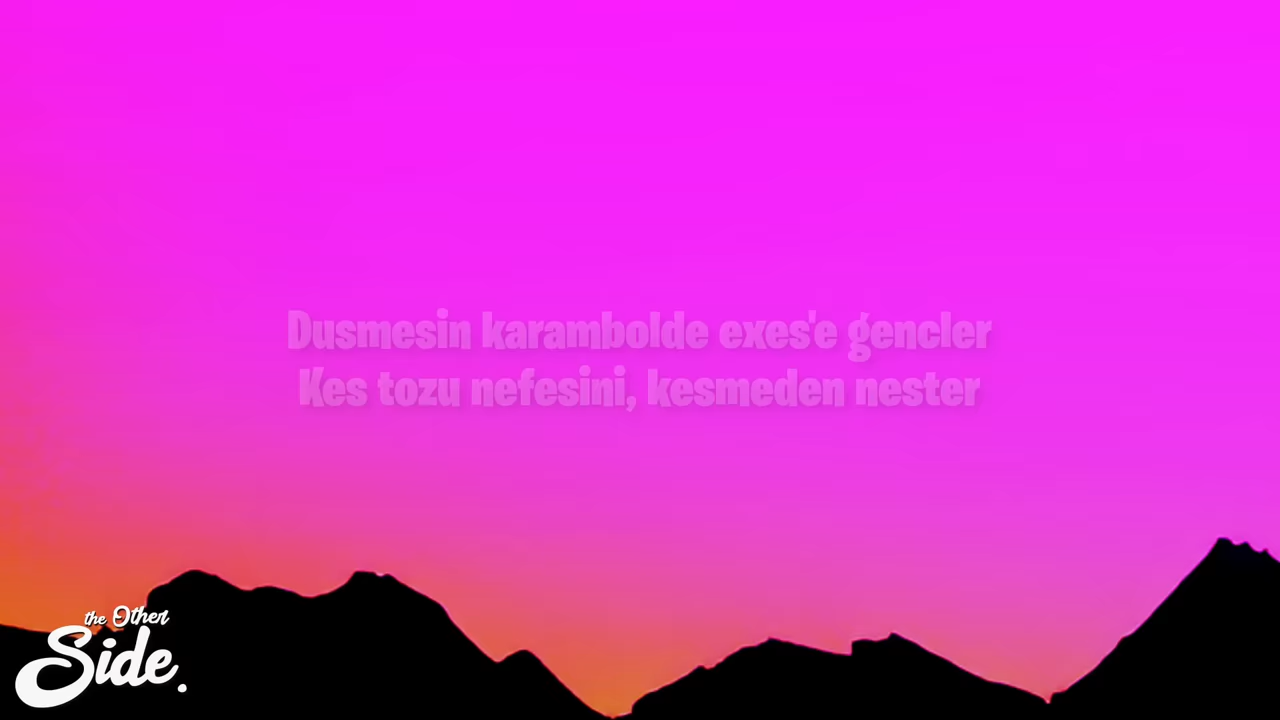 Dusmesin karambolde exes'e gencler
Kes tozu nefesini, kesmeden nester
the Other
Side.